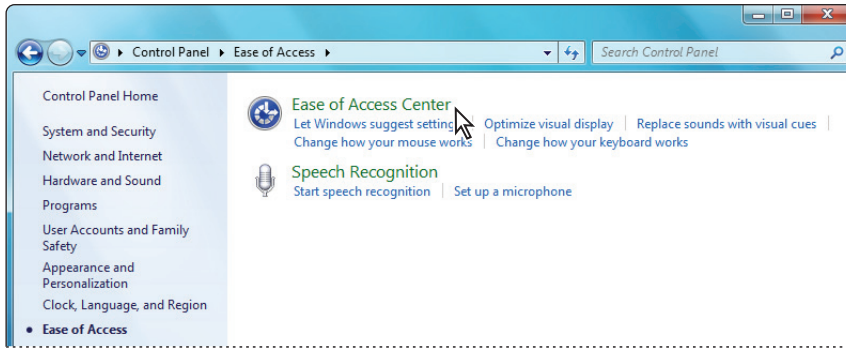 Control Panel Ease of Access
Search Control Panel
Control Panel Home
System and Security
Network and Internet
Hardware and Sound
Programs
User Accounts and Family
Safety
Appearance and
Personalization
Clock, Language, and Region
Ease of Access
Ease of Access Center
Let Windows suggest settings Optimize visual display Replace sounds with visual cues
Change how your mouse works Change how your keyboard works
Speech Recognition
Start speech recognition Set up a microphone